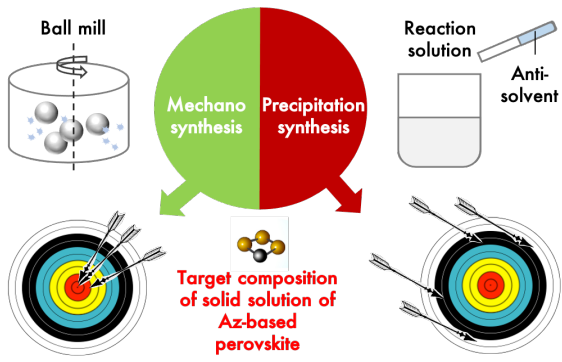 Ball mill
Mechano
synthesis
Precipitation
synthesis
Reaction
solution
Anti-
solvent
Target composition
of solid solution of
Az-based
perovskite